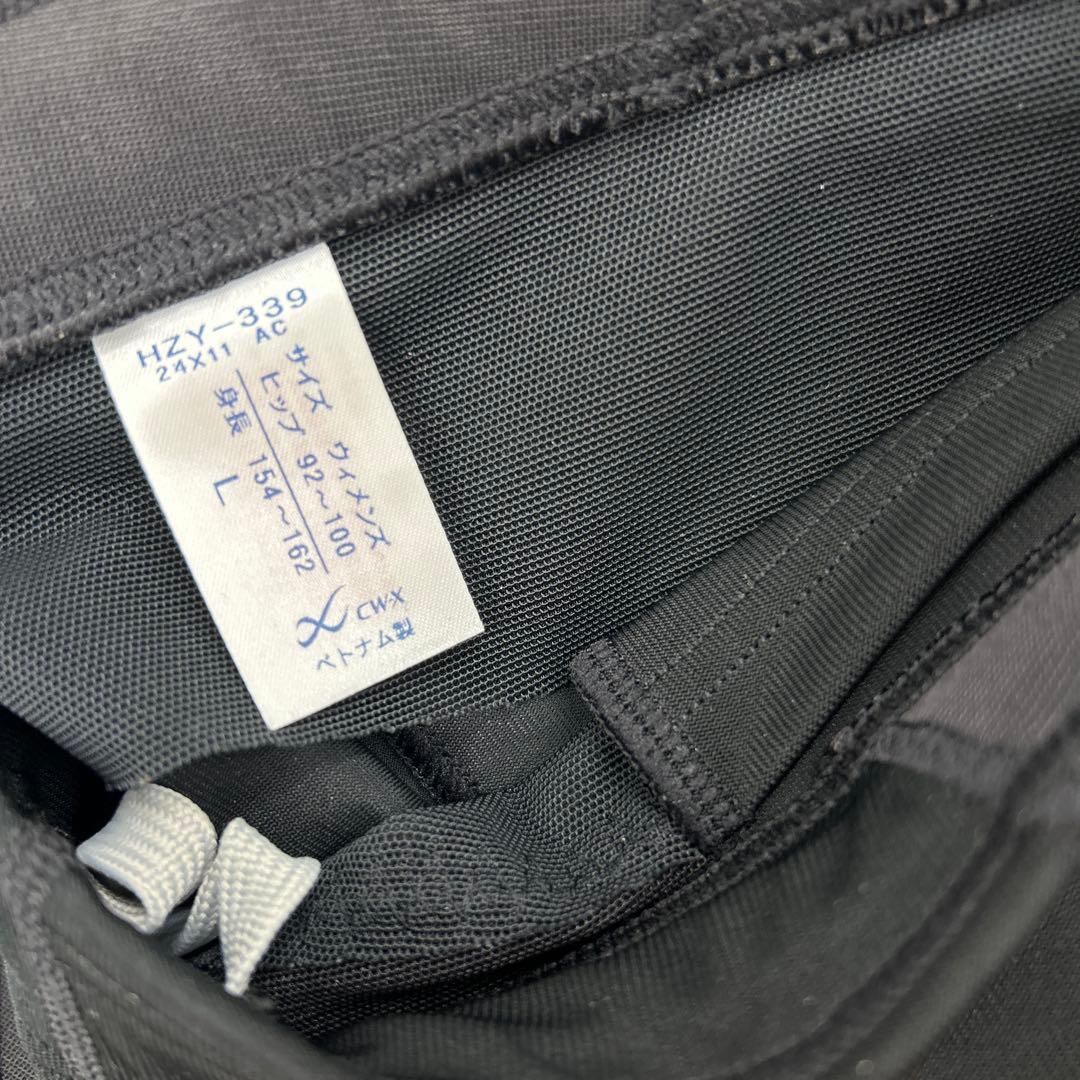 HZY-339
24X11 AC
サイズ ウィメンズ
ヒップ 92～100
身長 154～162
L
CW-X
ベトナム製